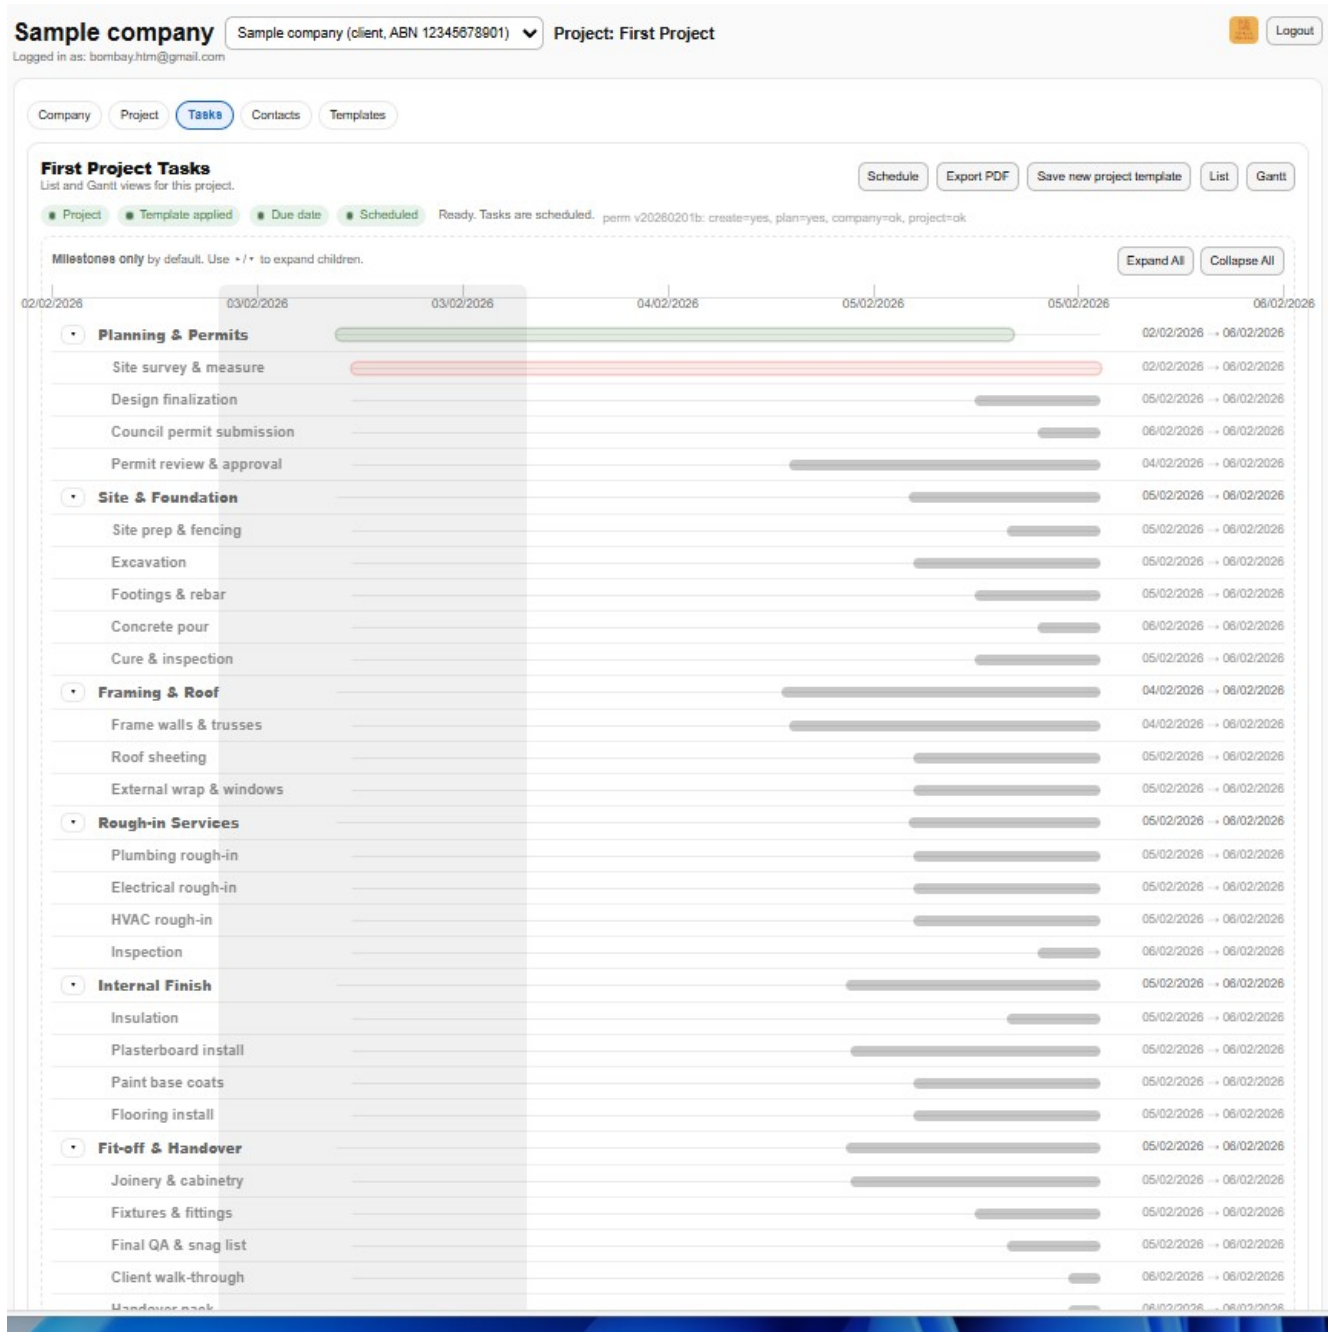 Sample company Sample company (client, ABN 12345678901) Project: First Project Logout
Logged in as: bombay.htm@gmail.com
Company Project Tasks Contacts Templates
First Project Tasks Schedule Export PDF Save new project template List Gantt
List and Gantt views for this project.
Project Template applied Due date Scheduled Ready. Tasks are scheduled. perm v20260201b: create=yes, plan=yes, company=ok, project=ok
Milestones only by default. Use ▸ / ▾ to expand children. Expand All Collapse All
02/02/2026 03/02/2026 03/02/2026 04/02/2026 05/02/2026 05/02/2026 06/02/2026
Planning & Permits 02/02/2026 → 06/02/2026
Site survey & measure 02/02/2026 → 06/02/2026
Design finalization 05/02/2026 → 06/02/2026
Council permit submission 06/02/2026 → 06/02/2026
Permit review & approval 04/02/2026 → 06/02/2026
Site & Foundation 05/02/2026 → 06/02/2026
Site prep & fencing 05/02/2026 → 06/02/2026
Excavation 05/02/2026 → 06/02/2026
Footings & rebar 05/02/2026 → 06/02/2026
Concrete pour 06/02/2026 → 06/02/2026
Cure & inspection 05/02/2026 → 06/02/2026
Framing & Roof 04/02/2026 → 06/02/2026
Frame walls & trusses 04/02/2026 → 06/02/2026
Roof sheeting 05/02/2026 → 06/02/2026
External wrap & windows 05/02/2026 → 06/02/2026
Rough-in Services 05/02/2026 → 06/02/2026
Plumbing rough-in 05/02/2026 → 06/02/2026
Electrical rough-in 05/02/2026 → 06/02/2026
HVAC rough-in 05/02/2026 → 06/02/2026
Inspection 06/02/2026 → 06/02/2026
Internal Finish 05/02/2026 → 06/02/2026
Insulation 05/02/2026 → 06/02/2026
Plasterboard install 05/02/2026 → 06/02/2026
Paint base coats 05/02/2026 → 06/02/2026
Flooring install 05/02/2026 → 06/02/2026
Fit-off & Handover 05/02/2026 → 06/02/2026
Joinery & cabinetry 05/02/2026 → 06/02/2026
Fixtures & fittings 05/02/2026 → 06/02/2026
Final QA & snag list 05/02/2026 → 06/02/2026
Client walk-through 06/02/2026 → 06/02/2026
Handover pack 06/02/2026 → 06/02/2026